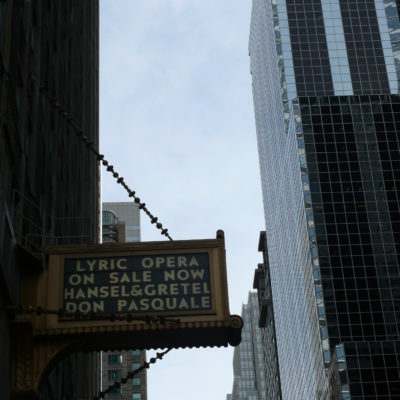 LYRIC OPERA
ON SALE NOW
HANSEL&GRETEL
DON PASQUALE